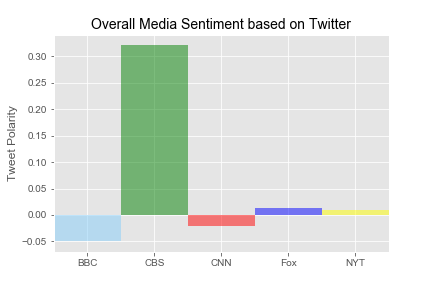 Overall Media Sentiment based on Twitter
Tweet Polarity
0.30
0.25
0.20
0.15
0.10
0.05
0.00
−0.05
BBC CBS CNN Fox NYT